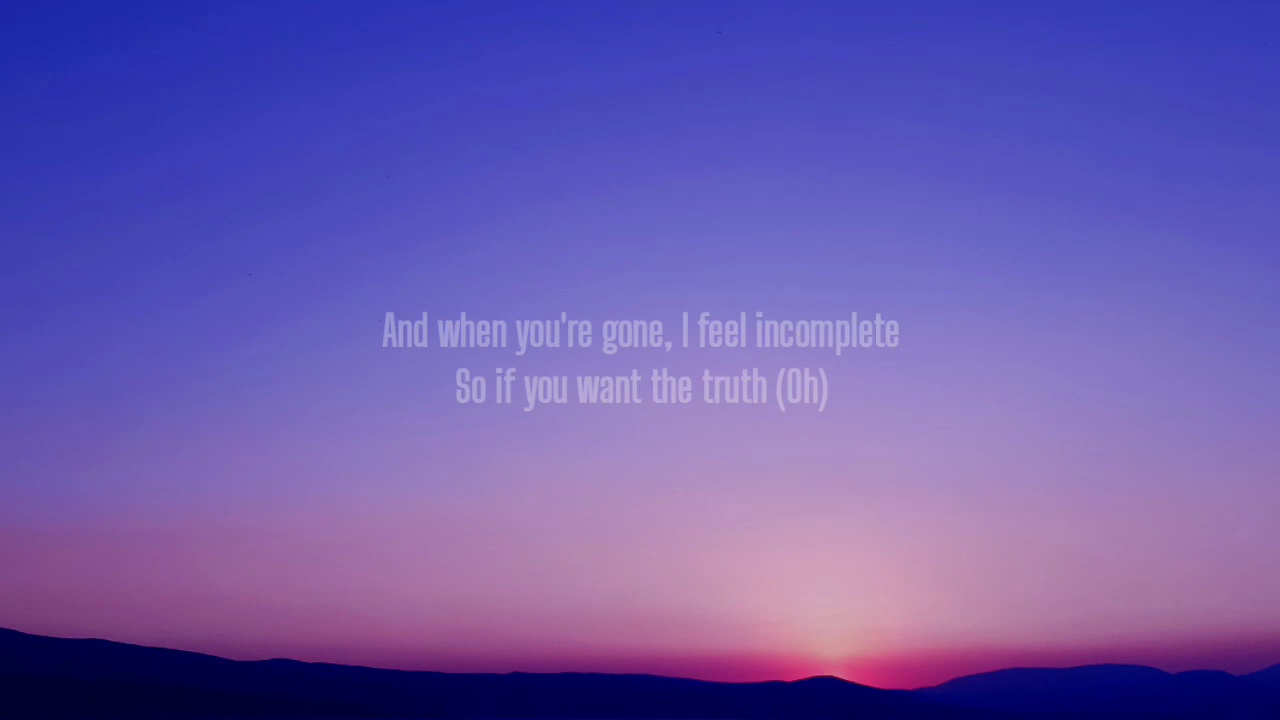 And when you're gone, I feel incomplete
So if you want the truth (Oh)